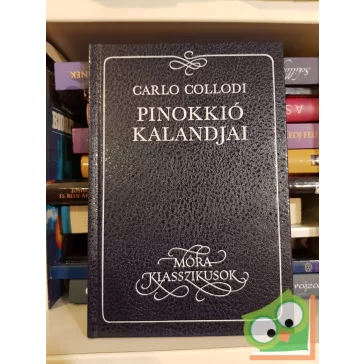 CARLO COLLODI
PINOKKIÓ
KALANDJAI
MÓRA
KLASSZIKUSOK